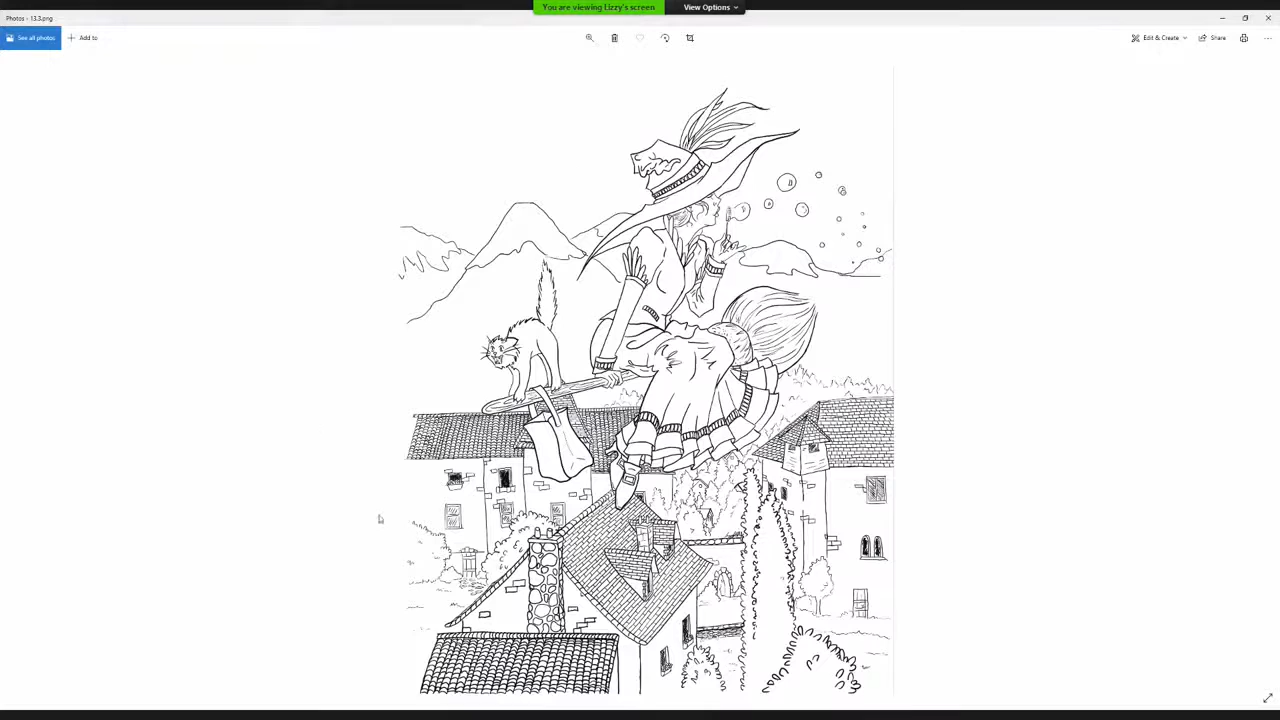 You are viewing Lizzy's screen
View Options
Photos - 13.3.png
See all photos
Add to
Edit & Create
Share